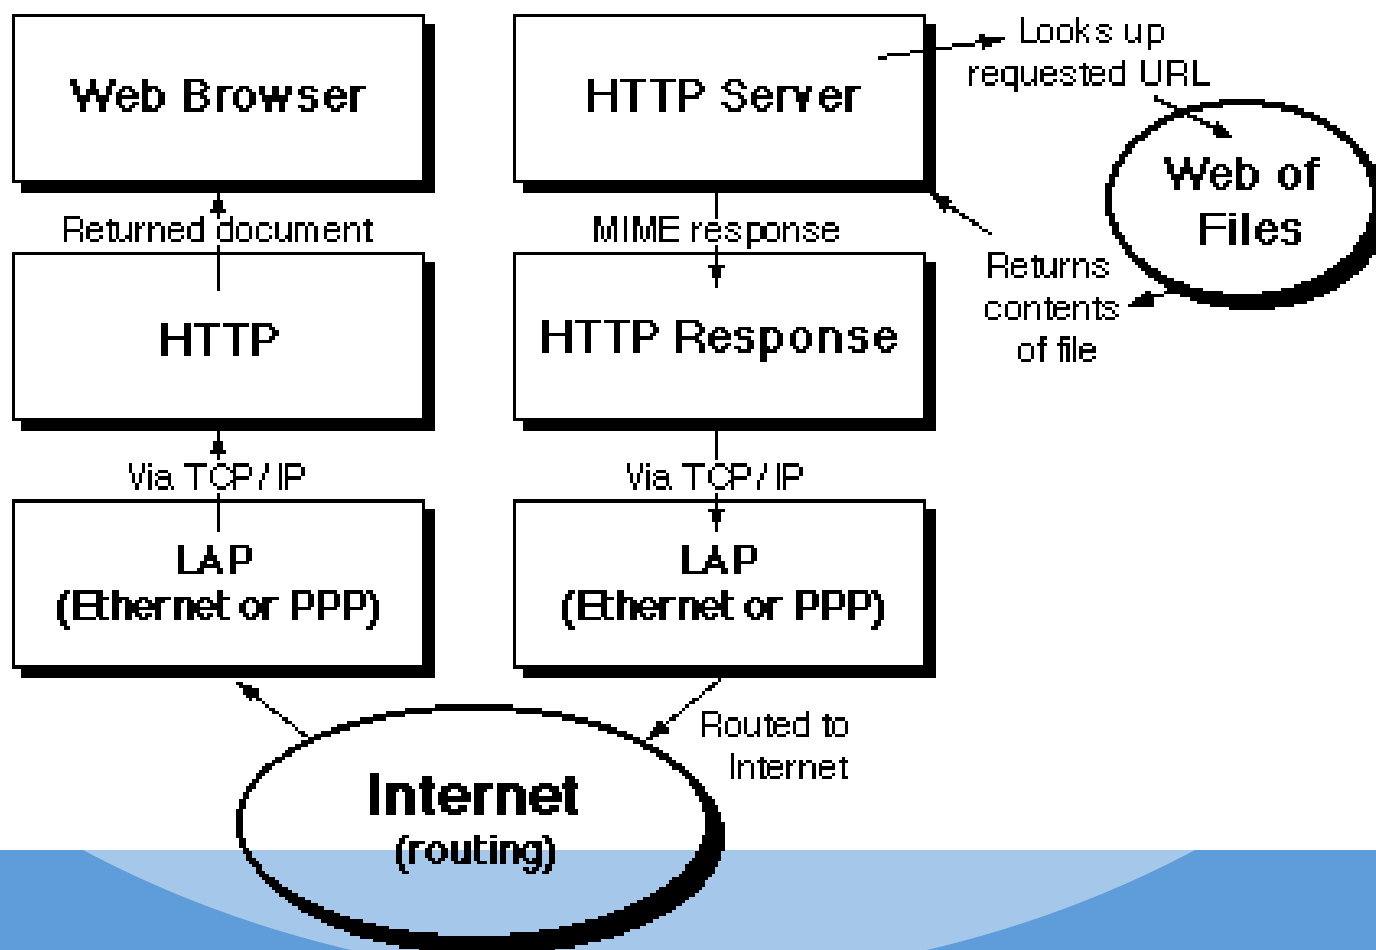 Web Browser
Returned document
HTTP
Via TCP/IP
LAP
(Ethernet or PPP)
HTTP Server
MIME response
HTTP Response
Via TCP/IP
LAP
(Ethernet or PPP)
Looks up
requested URL
Web of
Files
Returns
contents
of file
Routed to
Internet
Internet
(routing)